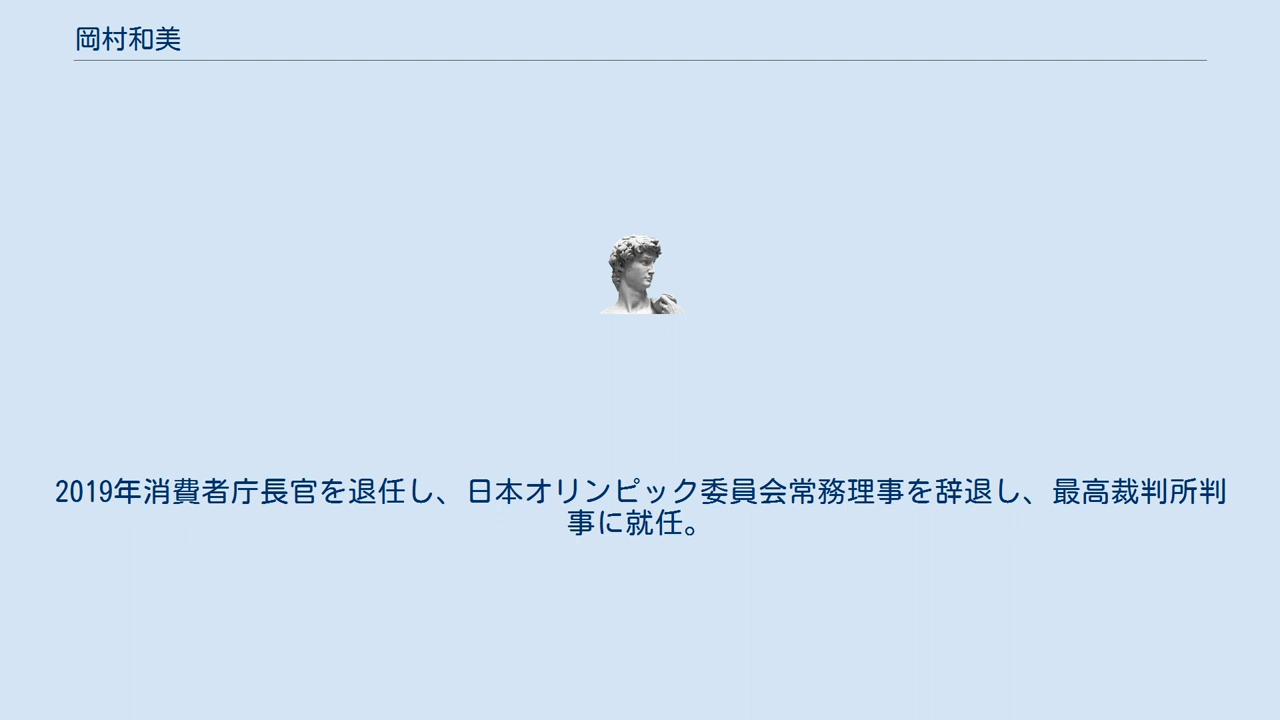 岡村和美
2019年消費者庁長官を退任し、日本オリンピック委員会常務理事を辞退し、最高裁判所判
事に就任。